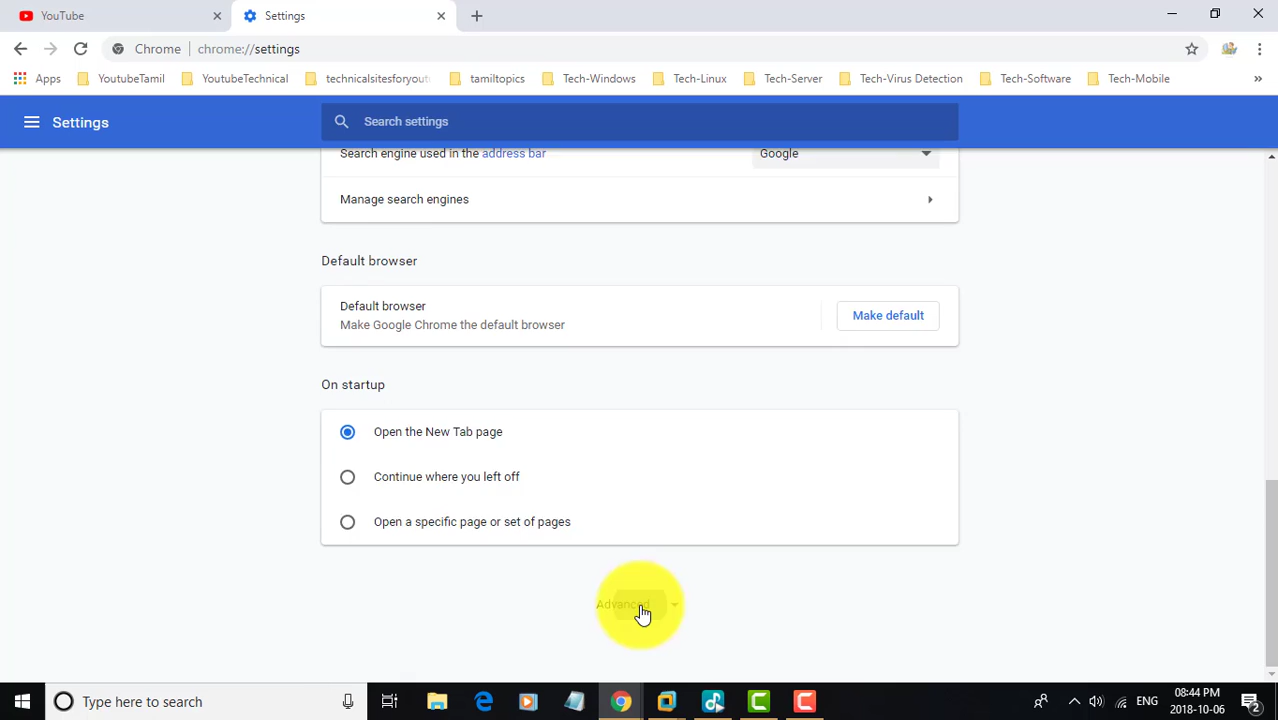 YouTube
Settings
Chrome
chrome://settings
Apps
YoutubeTamil
YoutubeTechnical
technicalsitesforyout
tamiltopics
Tech-Windows
Tech-Linux
Tech-Server
Tech-Virus Detection
Tech-Software
Tech-Mobile
Settings
Search settings
Search engine used in the address bar
Google
Manage search engines
Default browser
Default browser
Make Google Chrome the default browser
Make default
On startup
Open the New Tab page
Continue where you left off
Open a specific page or set of pages
Advanced
Type here to search
ENG
08:44 PM
2018-10-06
2